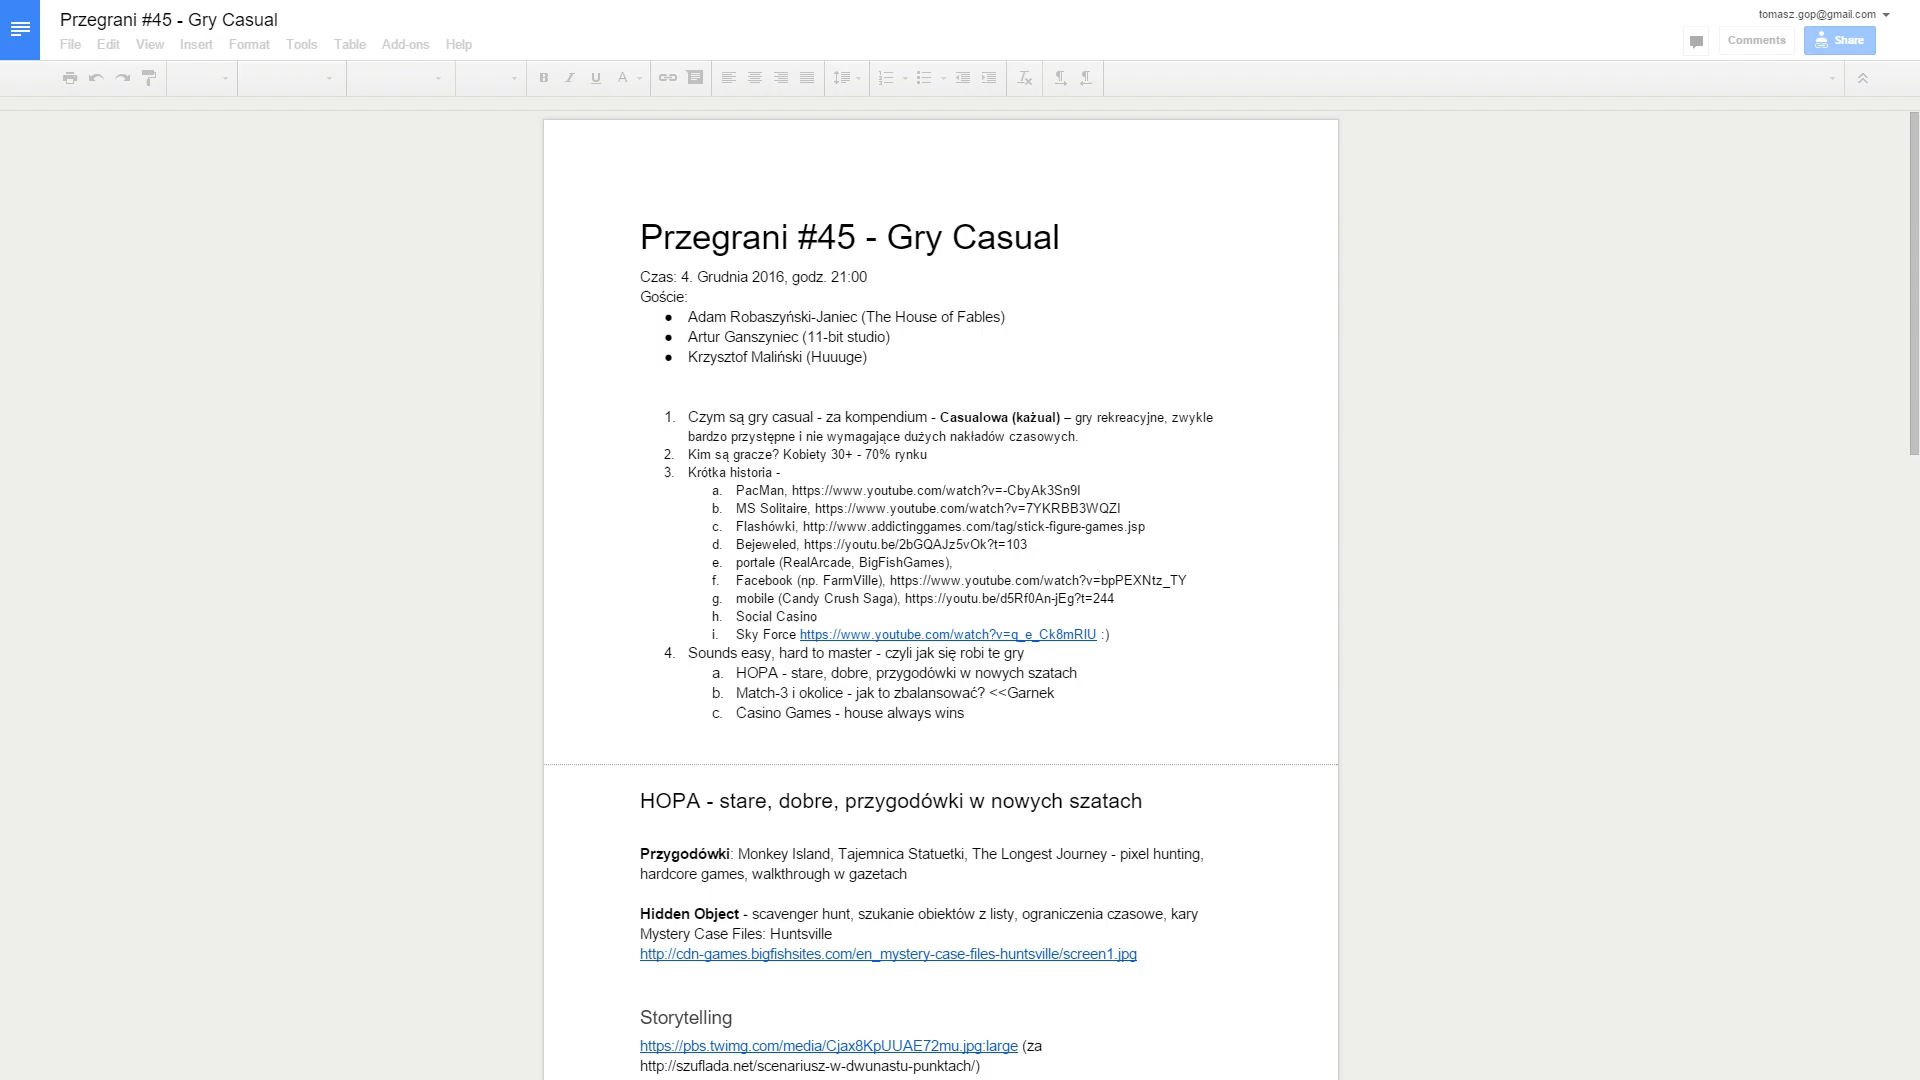 Przegrani #45 - Gry Casual
tomasz.gop@gmail.com
File Edit View Insert Format Tools Table Add-ons Help
Comments
Share
Przegrani #45 - Gry Casual
Czas: 4. Grudnia 2016, godz. 21:00
Goście:
● Adam Robaszyński-Janiec (The House of Fables)
● Artur Ganszyniec (11-bit studio)
● Krzysztof Maliński (Huuuge)
1. Czym są gry casual - za kompendium - Casualowa (każual) – gry rekreacyjne, zwykle
bardzo przystępne i nie wymagające dużych nakładów czasowych.
2. Kim są gracze? Kobiety 30+ - 70% rynku
3. Krótka historia -
a. PacMan, https://www.youtube.com/watch?v=-CbyAk3Sn9I
b. MS Solitaire, https://www.youtube.com/watch?v=7YKRBB3WQZI
c. Flashówki, http://www.addictinggames.com/tag/stick-figure-games.jsp
d. Bejeweled, https://youtu.be/2bGQAJz5vOk?t=103
e. portale (RealArcade, BigFishGames),
f. Facebook (np. FarmVille), https://www.youtube.com/watch?v=bpPEXNtz_TY
g. mobile (Candy Crush Saga), https://youtu.be/d5Rf0An-jEg?t=244
h. Social Casino
i. Sky Force https://www.youtube.com/watch?v=q_e_Ck8mRIU :)
4. Sounds easy, hard to master - czyli jak się robi te gry
a. HOPA - stare, dobre, przygodówki w nowych szatach
b. Match-3 i okolice - jak to zbalansować? <<Garnek
c. Casino Games - house always wins
HOPA - stare, dobre, przygodówki w nowych szatach
Przygodówki: Monkey Island, Tajemnica Statuetki, The Longest Journey - pixel hunting,
hardcore games, walkthrough w gazetach
Hidden Object - scavenger hunt, szukanie obiektów z listy, ograniczenia czasowe, kary
Mystery Case Files: Huntsville
http://cdn-games.bigfishsites.com/en_mystery-case-files-huntsville/screen1.jpg
Storytelling
https://pbs.twimg.com/media/Cjax8KpUUAE72mu.jpg:large (za
http://szuflada.net/scenariusz-w-dwunastu-punktach/)